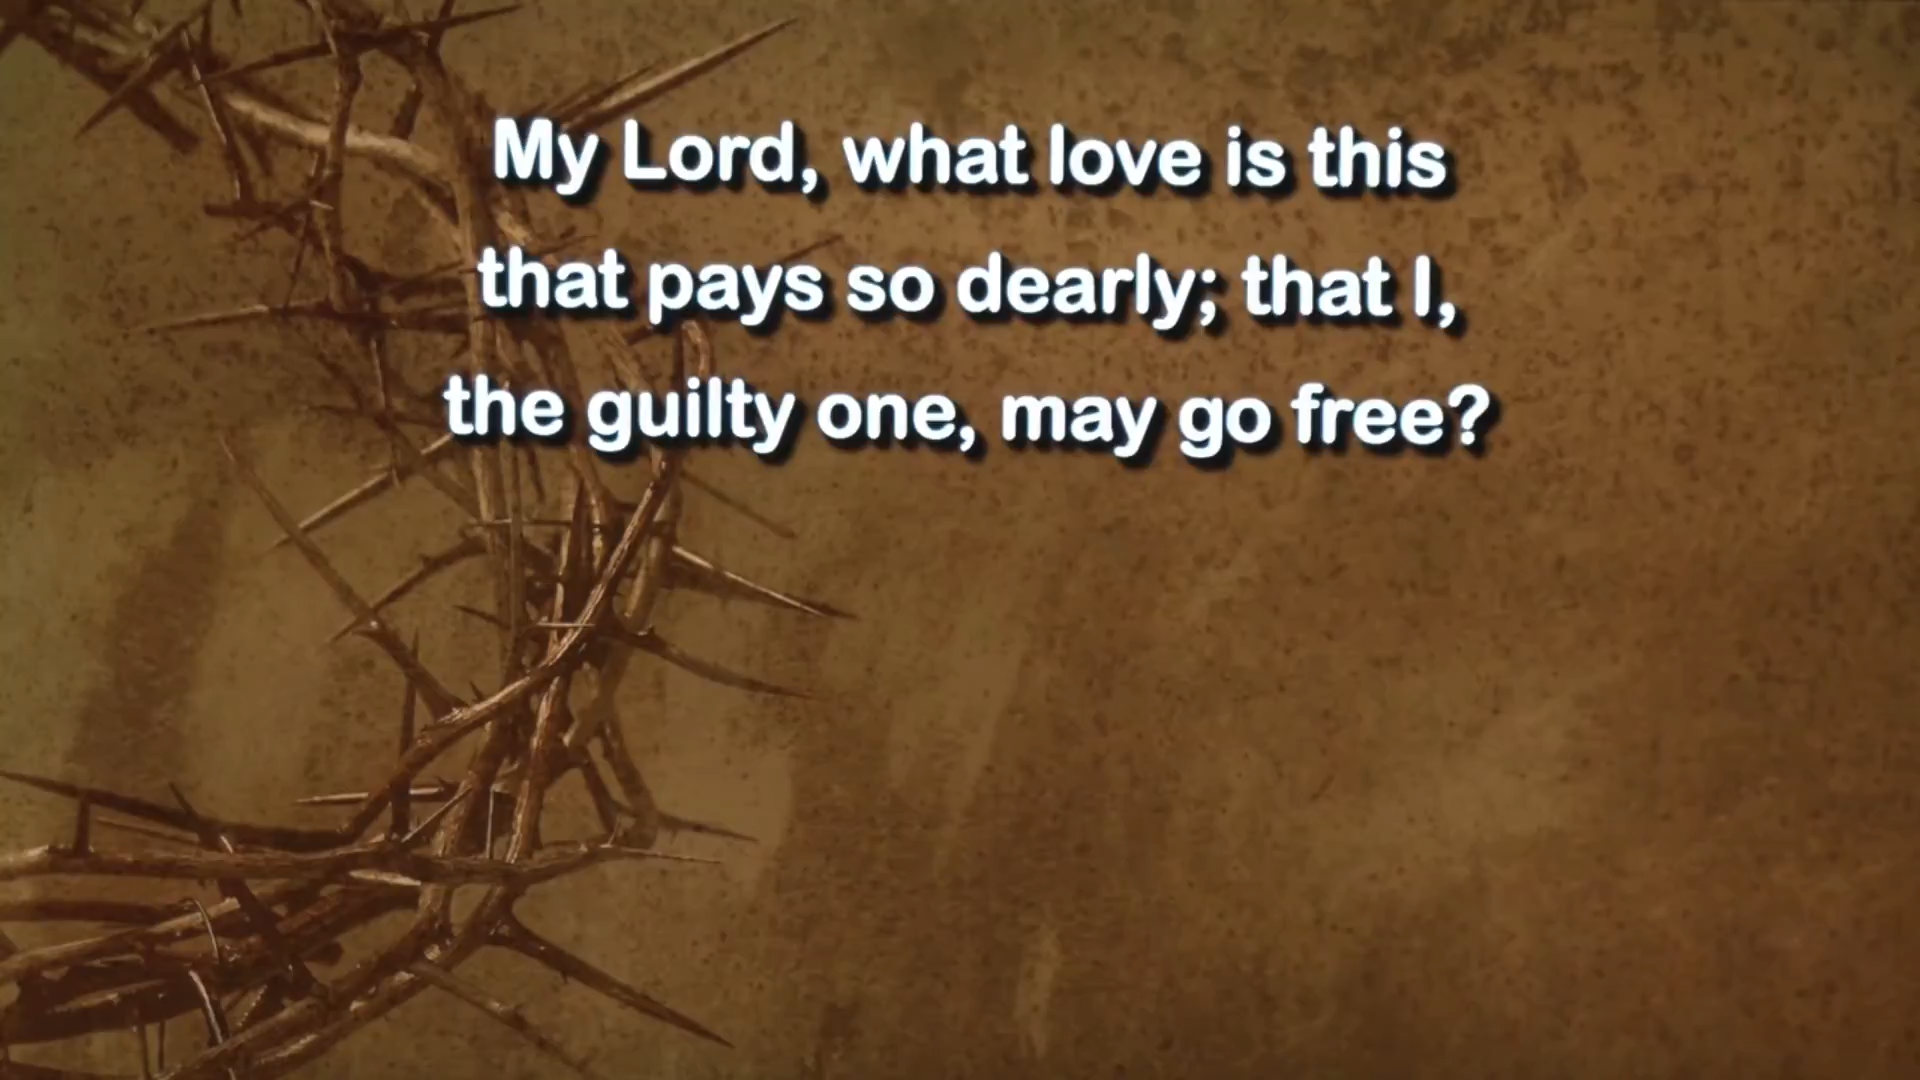 My Lord, what love is this
that pays so dearly; that I,
the guilty one, may go free?